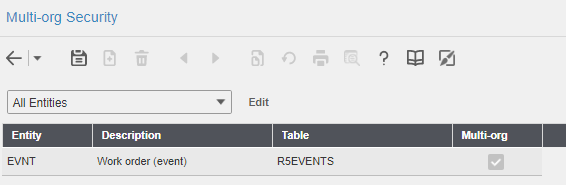 Multi-org Security
All Entities Edit
Entity Description Table Multi-org
EVNT Work order (event) R5EVENTS